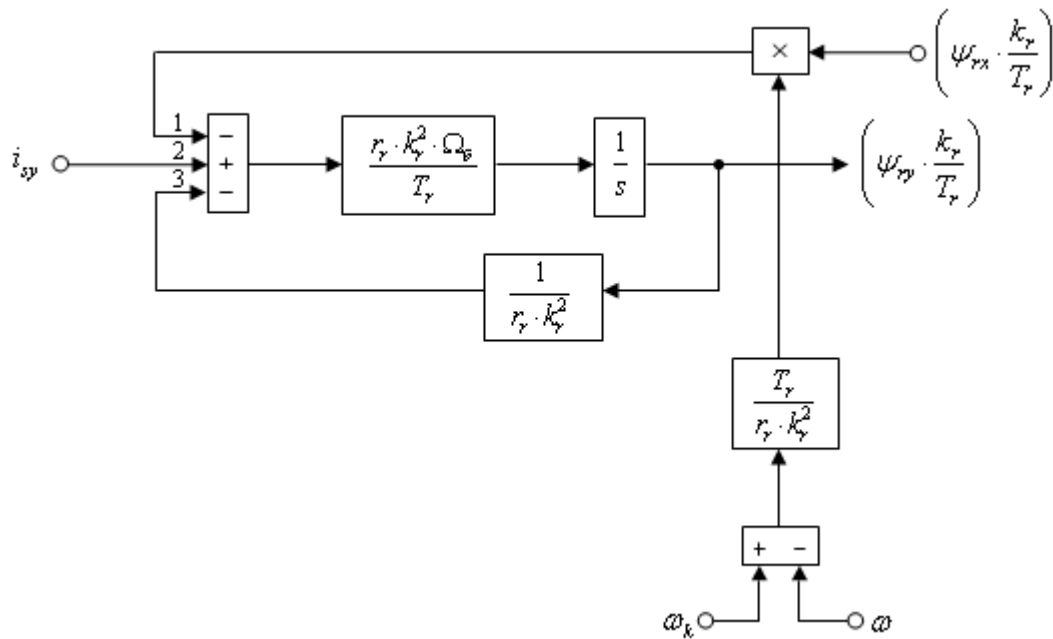 ×
(ψ_rx · k_r / T_r)
1
−
i_sy
2
+
3
−
r_r · k_r^2 · Ω_б / T_r
1 / s
(ψ_ry · k_r / T_r)
1 / (r_r · k_r^2)
T_r / (r_r · k_r^2)
+ −
ω_k
ω